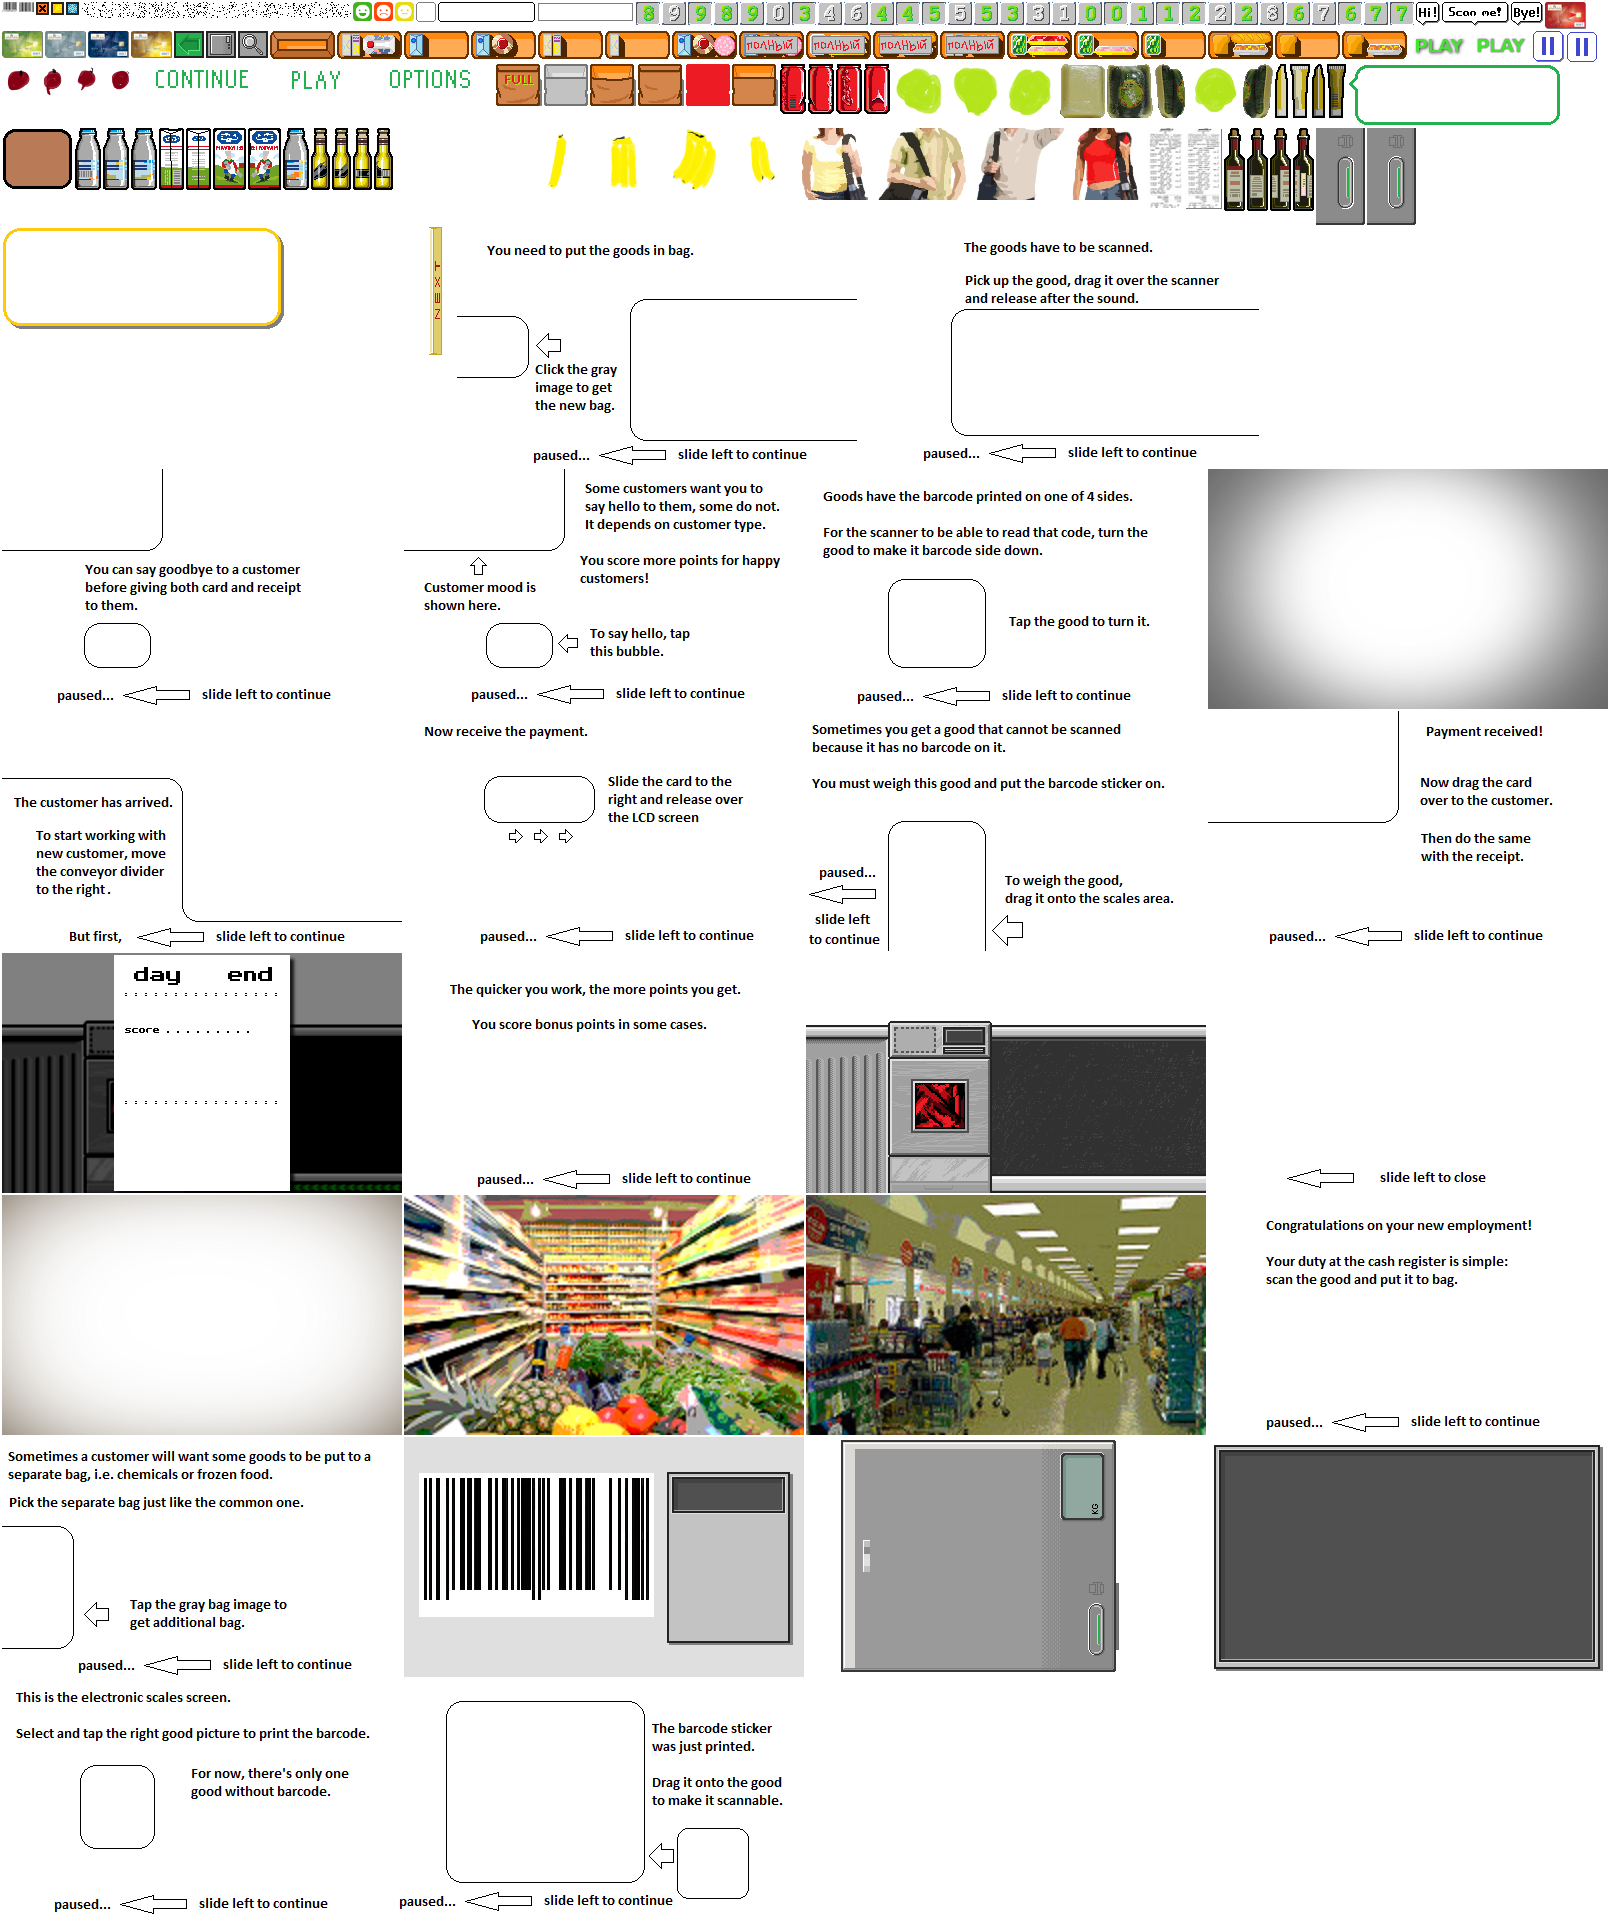 8 9 9 8 9 0 3 4 6 4 4 5 5 5 3 3 1 0 0 1 1 2 2 2 8 6 7 6 7 7
Hi!
Scan me!
Bye!
ПОЛНЫЙ
ПОЛНЫЙ
ПОЛНЫЙ
ПОЛНЫЙ
PLAY
PLAY
CONTINUE
PLAY
OPTIONS
FULL
NEXT
You need to put the goods in bag.
Click the gray
image to get
the new bag.
paused...
slide left to continue
The goods have to be scanned.
Pick up the good, drag it over the scanner
and release after the sound.
paused...
slide left to continue
You can say goodbye to a customer
before giving both card and receipt
to them.
paused...
slide left to continue
Some customers want you to
say hello to them, some do not.
It depends on customer type.
You score more points for happy
customers!
Customer mood is
shown here.
To say hello, tap
this bubble.
paused...
slide left to continue
Goods have the barcode printed on one of 4 sides.
For the scanner to be able to read that code, turn the
good to make it barcode side down.
Tap the good to turn it.
paused...
slide left to continue
The customer has arrived.
To start working with
new customer, move
the conveyor divider
to the right.
But first,
slide left to continue
Now receive the payment.
Slide the card to the
right and release over
the LCD screen
paused...
slide left to continue
Sometimes you get a good that cannot be scanned
because it has no barcode on it.
You must weigh this good and put the barcode sticker on.
paused...
slide left
to continue
To weigh the good,
drag it onto the scales area.
Payment received!
Now drag the card
over to the customer.
Then do the same
with the receipt.
paused...
slide left to continue
day end
score . . . . . . . . .
The quicker you work, the more points you get.
You score bonus points in some cases.
paused...
slide left to continue
slide left to close
Congratulations on your new employment!
Your duty at the cash register is simple:
scan the good and put it to bag.
paused...
slide left to continue
Sometimes a customer will want some goods to be put to a
separate bag, i.e. chemicals or frozen food.
Pick the separate bag just like the common one.
Tap the gray bag image to
get additional bag.
paused...
slide left to continue
KG
This is the electronic scales screen.
Select and tap the right good picture to print the barcode.
For now, there's only one
good without barcode.
paused...
slide left to continue
The barcode sticker
was just printed.
Drag it onto the good
to make it scannable.
paused...
slide left to continue